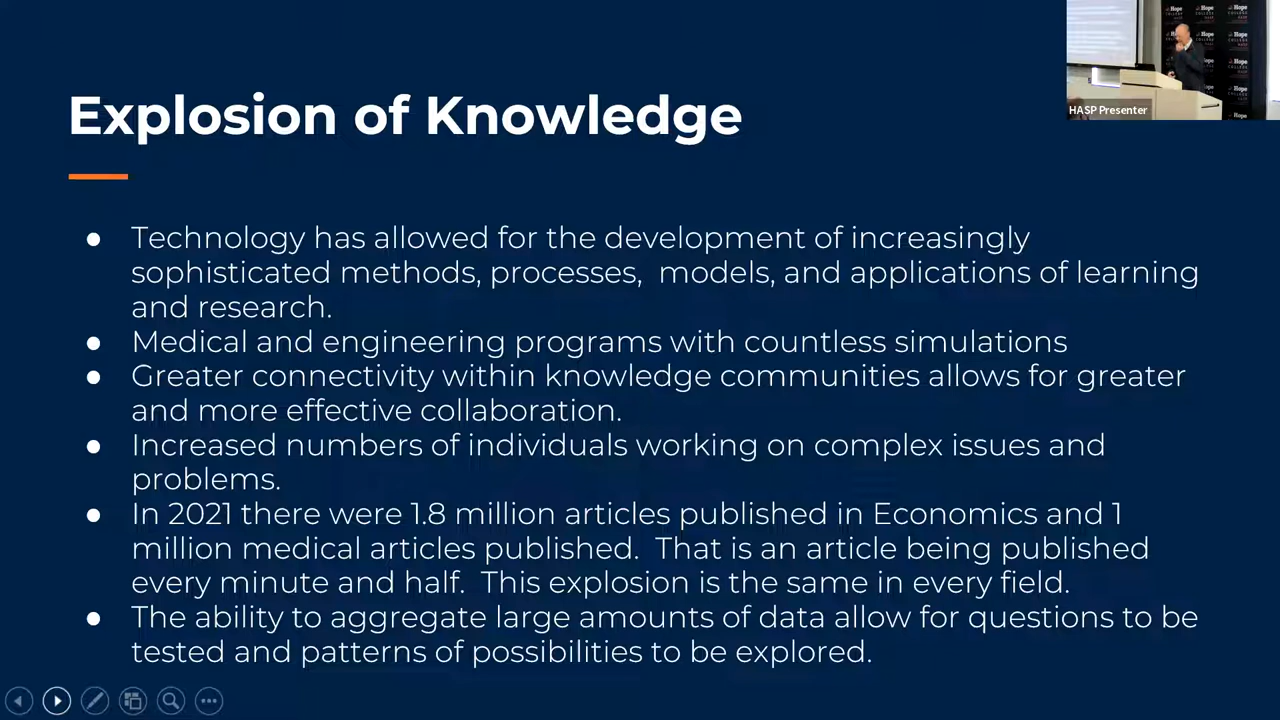 Explosion of Knowledge
HASP Presenter
● Technology has allowed for the development of increasingly
sophisticated methods, processes,  models, and applications of learning
and research.
● Medical and engineering programs with countless simulations
● Greater connectivity within knowledge communities allows for greater
and more effective collaboration.
● Increased numbers of individuals working on complex issues and
problems.
● In 2021 there were 1.8 million articles published in Economics and 1
million medical articles published.  That is an article being published
every minute and half.  This explosion is the same in every field.
● The ability to aggregate large amounts of data allow for questions to be
tested and patterns of possibilities to be explored.